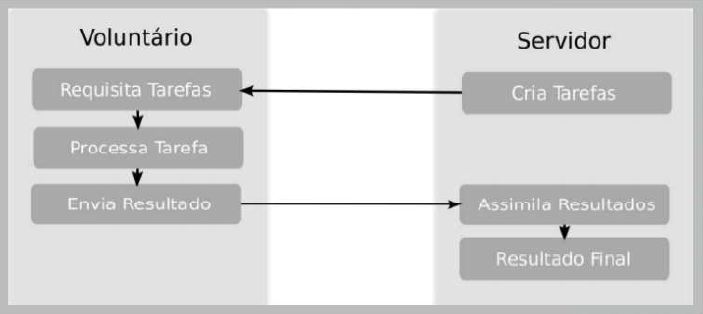 Voluntário
Requisita Tarefas
Processa Tarefa
Envia Resultado
Servidor
Cria Tarefas
Assimila Resultados
Resultado Final